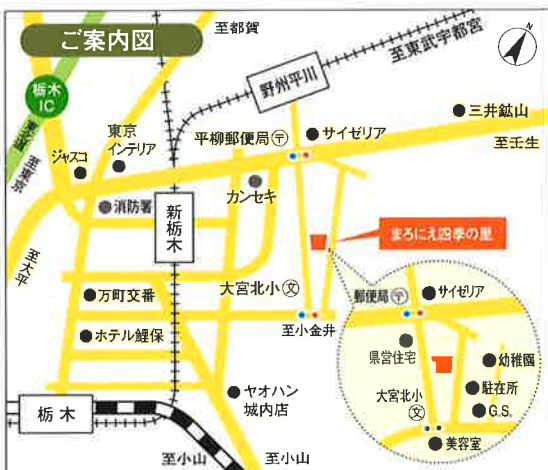 ご案内図
至都賀
至東武宇都宮
N
栃木
IC
野州平川
三井鉱山
東京
インテリア
平柳郵便局〒
サイゼリア
至壬生
ジャスコ
至東京
カンセキ
消防署
新栃木
まろにえ四季の里
至大平
大宮北小文
万町交番
郵便局〒
サイゼリア
至小金井
ホテル鯉保
県営住宅
幼稚園
大宮北小
文
駐在所
G.S.
栃木
ヤオハン
城内店
美容室
至小山
至小山